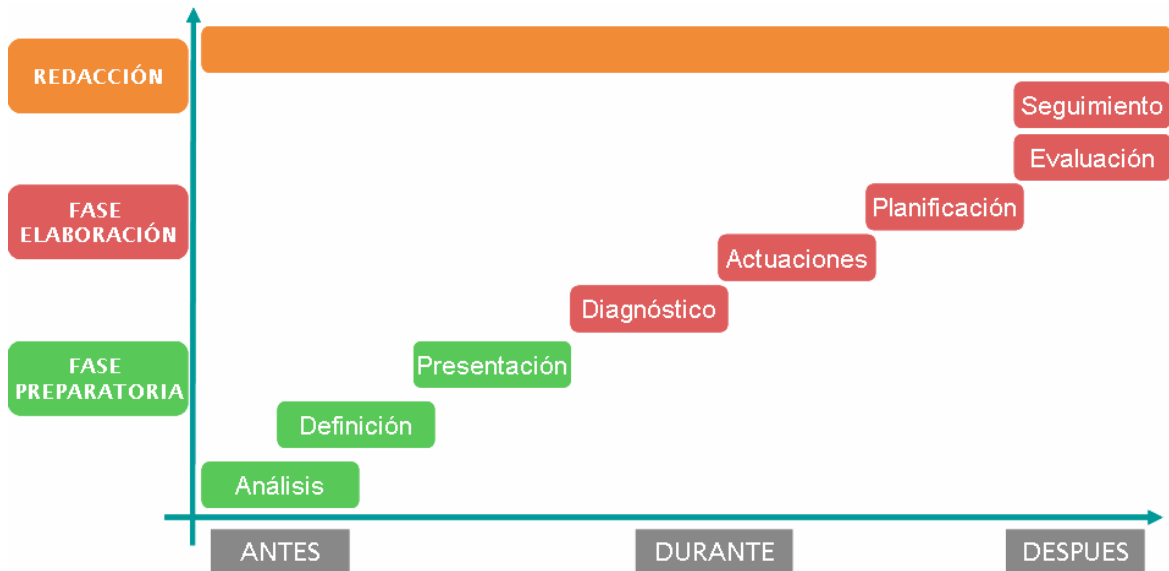 REDACCIÓN
Seguimiento
Evaluación
Planificación
FASE
ELABORACIÓN
Actuaciones
Diagnóstico
Presentación
FASE
PREPARATORIA
Definición
Análisis
ANTES
DURANTE
DESPUES